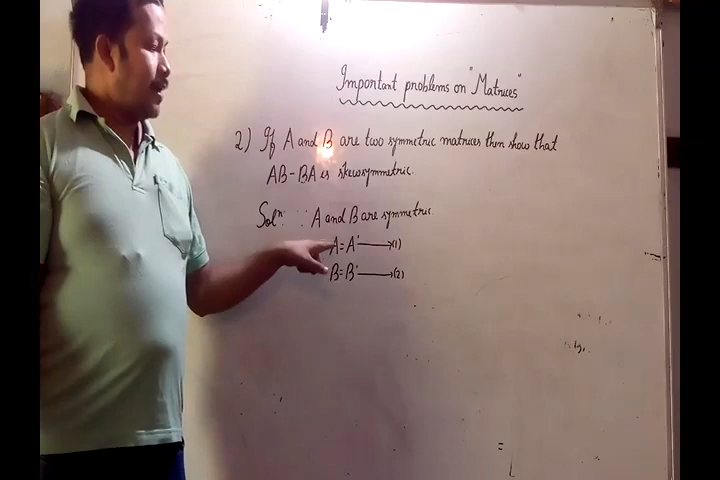 Important problems on "Matrices"
2) If A and B are two symmetric matrices then show that
AB - BA is skewsymmetric.
Solⁿ. ∵ A and B are symmetric.
A = A' ⟶ (1)
B = B' ⟶ (2)
=